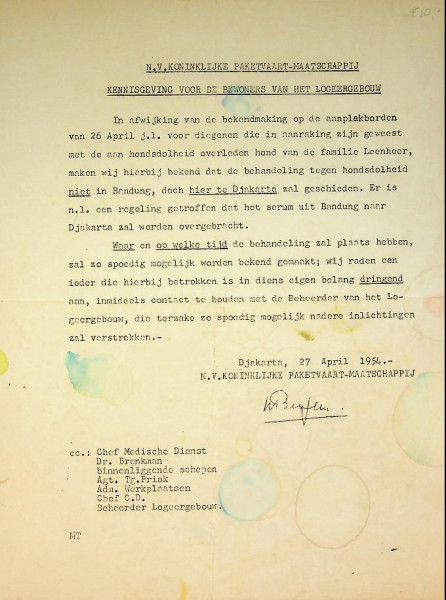 £10,-
N.V.KONINKLIJKE PAKETVAART-MAATSCHAPPIJ
KENNISGEVING VOOR DE BEWONERS VAN HET LOGEERGEBOUW
In afwijking van de bekendmaking op de aanplakborden
van 26 April j.l. voor diegenen die in aanraking zijn geweest
met de aan hondsdolheid overleden hond van de familie Leenheer,
maken wij hierbij bekend dat de behandeling tegen hondsdolheid
niet in Bandung, doch hier te Djakarta zal geschieden. Er is
n.l. een regeling getroffen dat het serum uit Bandung naar
Djakarta zal worden overgebracht.
Waar en op welke tijd de behandeling zal plaats hebben,
zal zo spoedig mogelijk worden bekend gemaakt; wij raden een
ieder die hierbij betrokken is in diens eigen belang dringend
aan, inmiddels contact te houden met de Beheerder van het Lo-
geergebouw, die terzake zo spoedig mogelijk nadere inlichtingen
zal verstrekken.-
Djakarta, 27 April 1954.-
N.V.KONINKLIJKE PAKETVAART-MAATSCHAPPIJ
cc.: Chef Medische Dienst
Dr. Brenkman
binnenliggende schepen
Agt. Tg.Priok
Adm. Werkplaatsen
Chef C.D.
Beheerder Logeergebouw.
MT